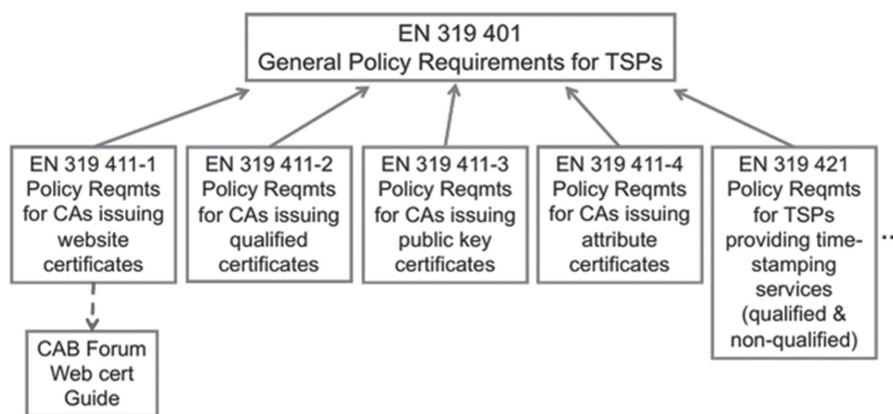 EN 319 401
General Policy Requirements for TSPs
EN 319 411-1
Policy Reqmts
for CAs issuing
website
certificates
EN 319 411-2
Policy Reqmts
for CAs issuing
qualified
certificates
EN 319 411-3
Policy Reqmts
for CAs issuing
public key
certificates
EN 319 411-4
Policy Reqmts
for CAs issuing
attribute
certificates
EN 319 421
Policy Reqmts
for TSPs
providing time-
stamping
services
(qualified &
non-qualified)
..
CAB Forum
Web cert
Guide